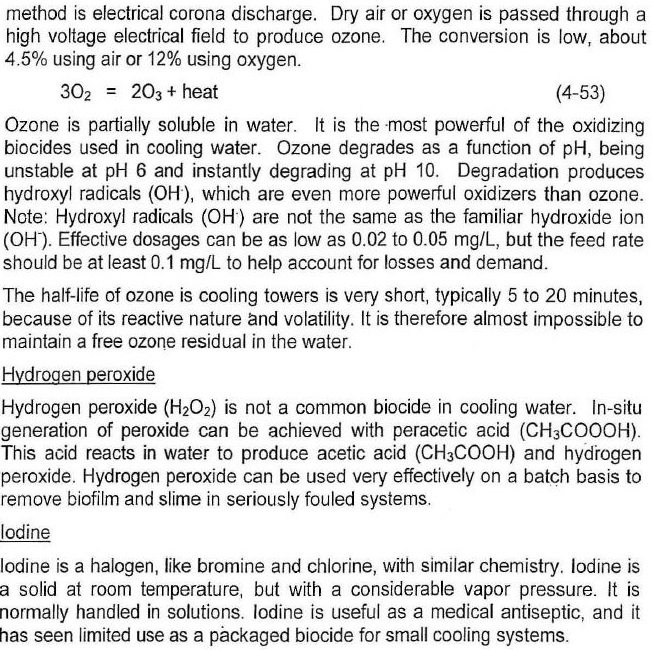 method is electrical corona discharge. Dry air or oxygen is passed through a
high voltage electrical field to produce ozone. The conversion is low, about
4.5% using air or 12% using oxygen.
3O₂ = 2O₃ + heat (4-53)
Ozone is partially soluble in water. It is the most powerful of the oxidizing
biocides used in cooling water. Ozone degrades as a function of pH, being
unstable at pH 6 and instantly degrading at pH 10. Degradation produces
hydroxyl radicals (OH˙), which are even more powerful oxidizers than ozone.
Note: Hydroxyl radicals (OH˙) are not the same as the familiar hydroxide ion
(OH⁻). Effective dosages can be as low as 0.02 to 0.05 mg/L, but the feed rate
should be at least 0.1 mg/L to help account for losses and demand.
The half-life of ozone is cooling towers is very short, typically 5 to 20 minutes,
because of its reactive nature and volatility. It is therefore almost impossible to
maintain a free ozone residual in the water.
Hydrogen peroxide
Hydrogen peroxide (H₂O₂) is not a common biocide in cooling water. In-situ
generation of peroxide can be achieved with peracetic acid (CH₃COOOH).
This acid reacts in water to produce acetic acid (CH₃COOH) and hydrogen
peroxide. Hydrogen peroxide can be used very effectively on a batch basis to
remove biofilm and slime in seriously fouled systems.
Iodine
Iodine is a halogen, like bromine and chlorine, with similar chemistry. Iodine is
a solid at room temperature, but with a considerable vapor pressure. It is
normally handled in solutions. Iodine is useful as a medical antiseptic, and it
has seen limited use as a packaged biocide for small cooling systems.